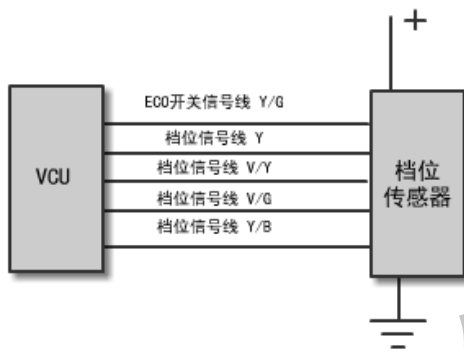 +
ECO开关信号线 Y/G
档位信号线 Y
档位信号线 V/Y
档位信号线 V/G
档位信号线 Y/B
VCU
档位
传感器